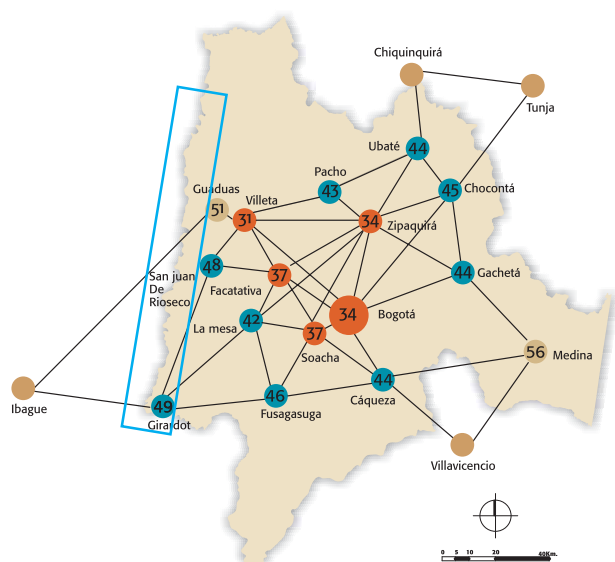 Chiquinquirá
Tunja
Ubaté
44
Pacho
43
45
Chocontá
Guaduas
51
Villeta
31
34
Zipaquirá
48
San juan
De
Rioseco
37
Facatativa
44
Gachetá
42
La mesa
34
Bogotá
37
Soacha
56
Medina
44
Cáqueza
46
Fusagasuga
Ibague
49
Girardot
Villavicencio
0 5 10 20 40Km.